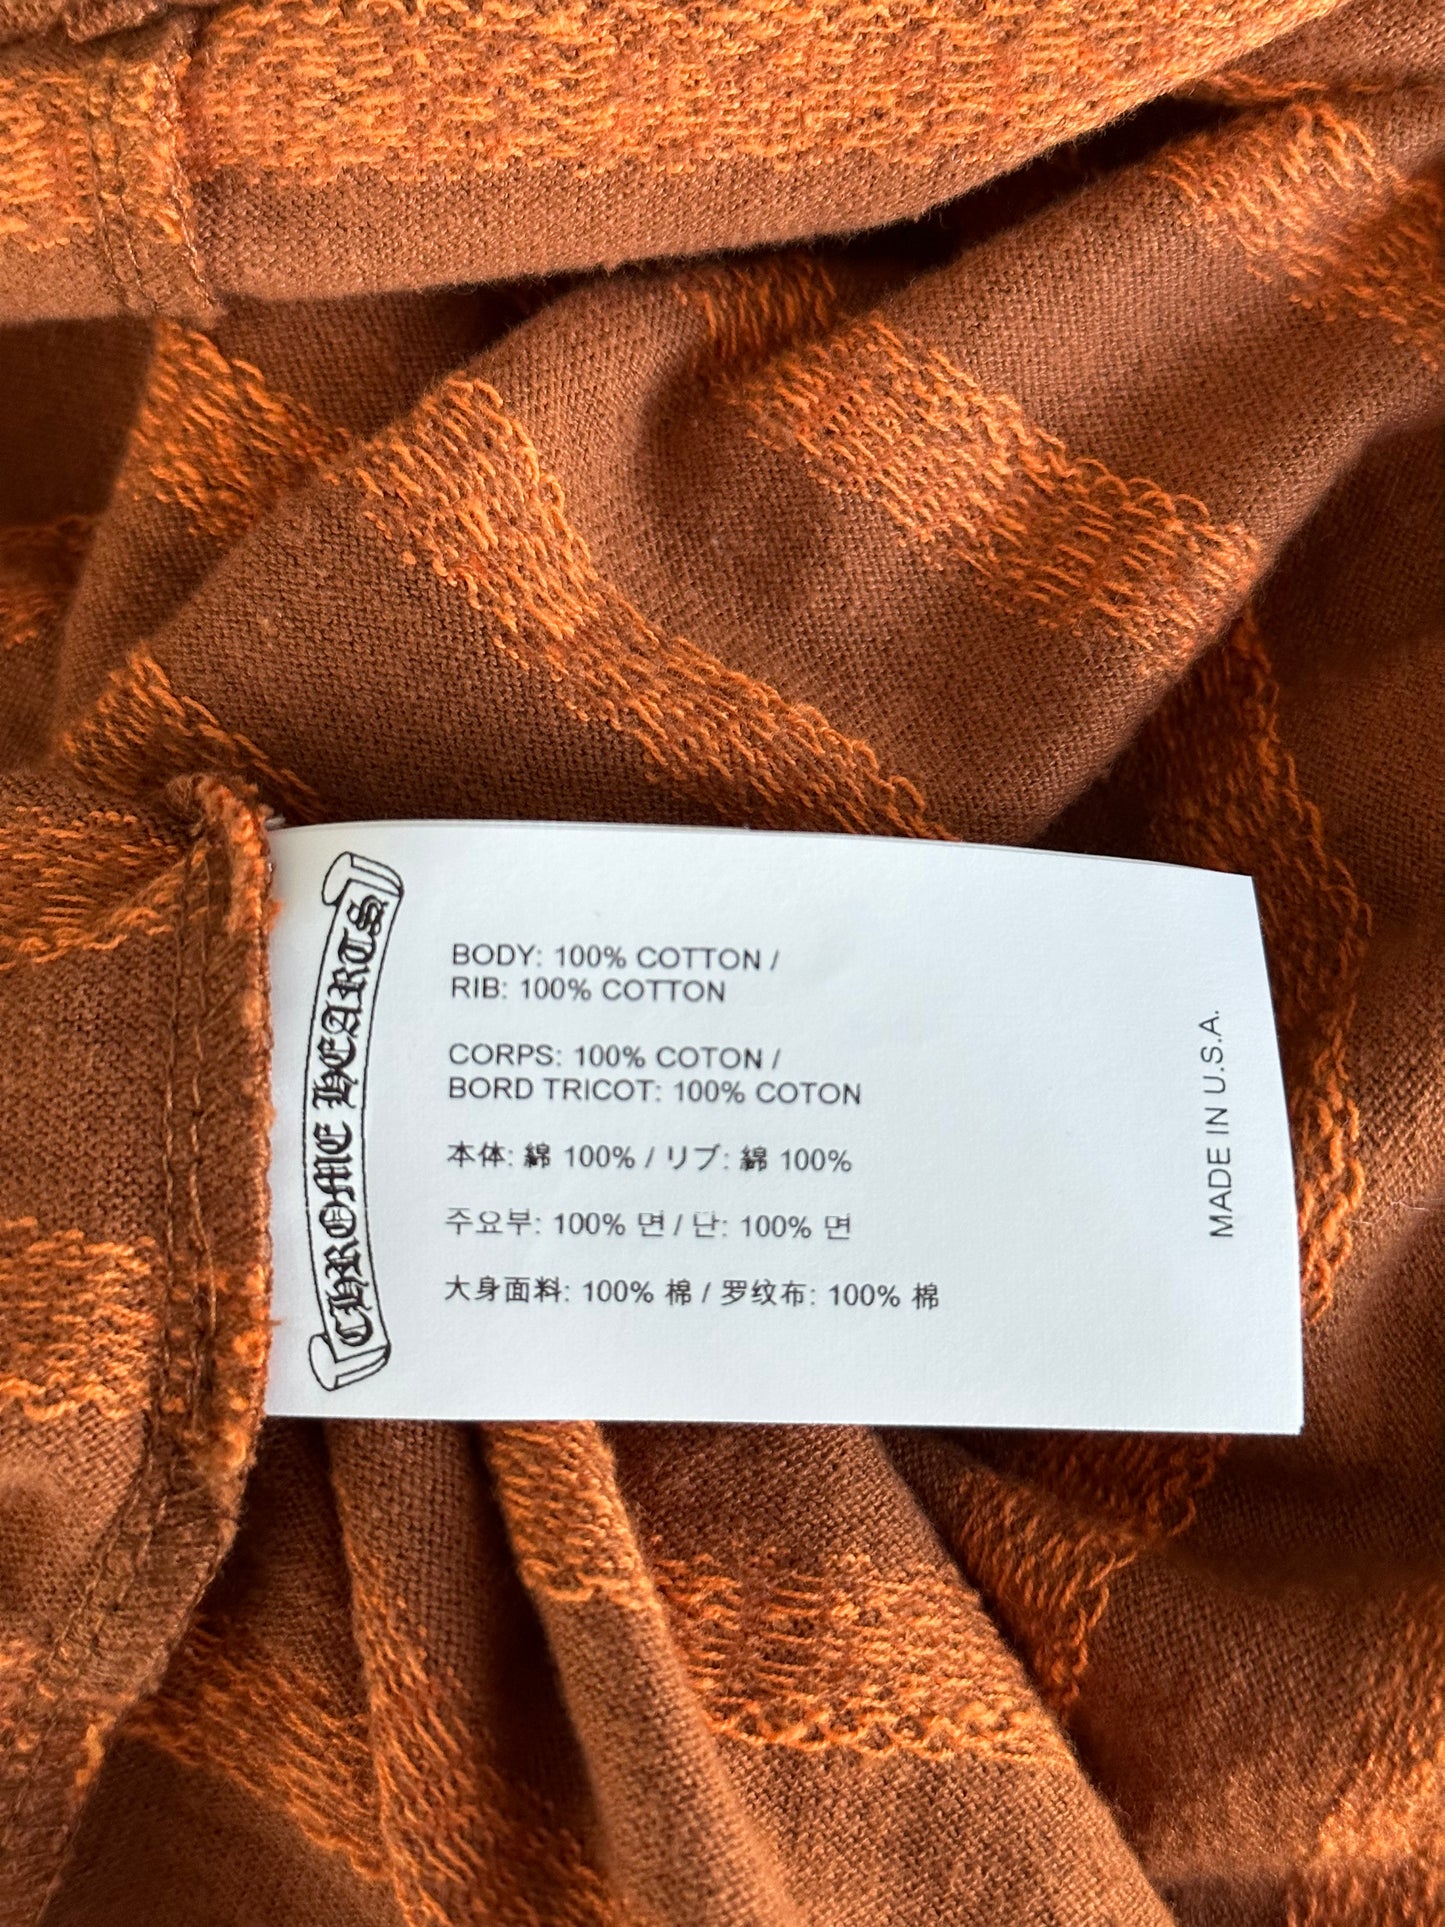 CHROME HEARTS
BODY: 100% COTTON /
RIB: 100% COTTON
CORPS: 100% COTON /
BORD TRICOT: 100% COTON
本体: 綿 100% / リブ: 綿 100%
주요부: 100% 면 / 단: 100% 면
大身面料: 100% 棉 / 罗纹布: 100% 棉
MADE IN U.S.A.